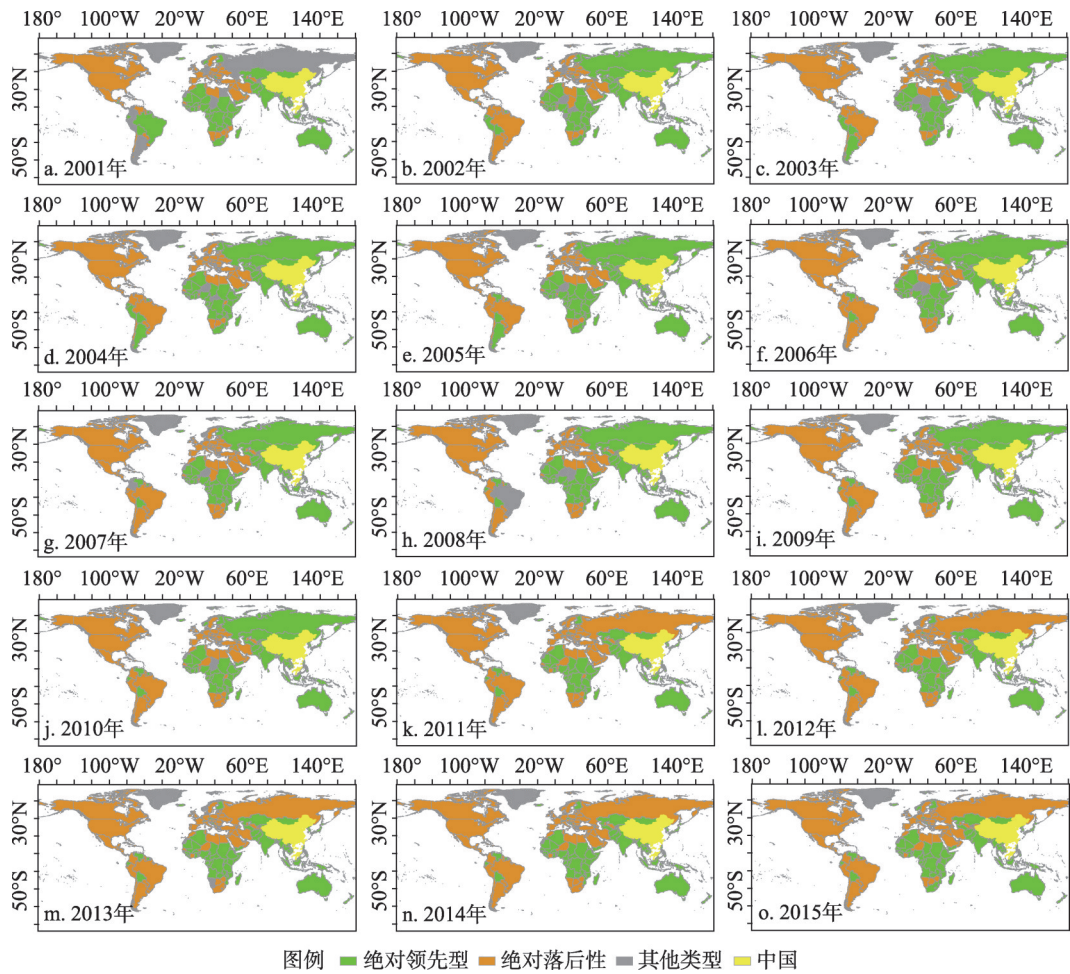 180° 100°W 20°W 60°E 140°E 180° 100°W 20°W 60°E 140°E 180° 100°W 20°W 60°E 140°E
30°N 30°N 30°N
50°S 50°S 50°S
a. 2001年 b. 2002年 c. 2003年
180° 100°W 20°W 60°E 140°E 180° 100°W 20°W 60°E 140°E 180° 100°W 20°W 60°E 140°E
30°N 30°N 30°N
50°S 50°S 50°S
d. 2004年 e. 2005年 f. 2006年
180° 100°W 20°W 60°E 140°E 180° 100°W 20°W 60°E 140°E 180° 100°W 20°W 60°E 140°E
30°N 30°N 30°N
50°S 50°S 50°S
g. 2007年 h. 2008年 i. 2009年
180° 100°W 20°W 60°E 140°E 180° 100°W 20°W 60°E 140°E 180° 100°W 20°W 60°E 140°E
30°N 30°N 30°N
50°S 50°S 50°S
j. 2010年 k. 2011年 l. 2012年
180° 100°W 20°W 60°E 140°E 180° 100°W 20°W 60°E 140°E 180° 100°W 20°W 60°E 140°E
30°N 30°N 30°N
50°S 50°S 50°S
m. 2013年 n. 2014年 o. 2015年
图例 绝对领先型 绝对落后性 其他类型 中国